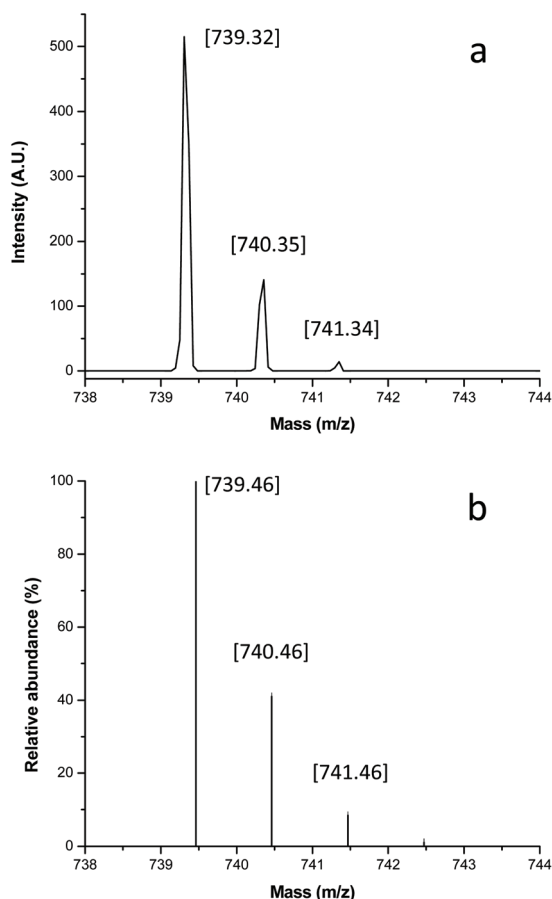 a
[739.32]
500
400
Intensity (A.U.)
300
[740.35]
200
[741.34]
100
0
738 739 740 741 742 743 744
Mass (m/z)
b
100
[739.46]
80
Relative abundance (%)
60
[740.46]
40
[741.46]
20
0
738 739 740 741 742 743 744
Mass (m/z)